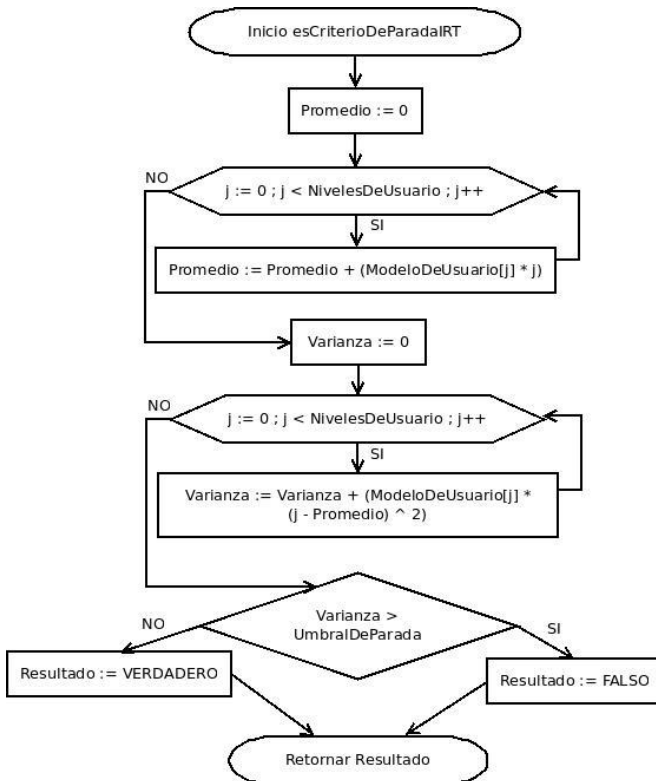 Inicio esCriterioDeParadaIRT
Promedio := 0
NO
j := 0 ; j < NivelesDeUsuario ; j++
SI
Promedio := Promedio + (ModeloDeUsuario[j] * j)
Varianza := 0
NO
j := 0 ; j < NivelesDeUsuario ; j++
SI
Varianza := Varianza + (ModeloDeUsuario[j] *
(j - Promedio) ^ 2)
Varianza >
UmbralDeParada
NO
SI
Resultado := VERDADERO
Resultado := FALSO
Retornar Resultado